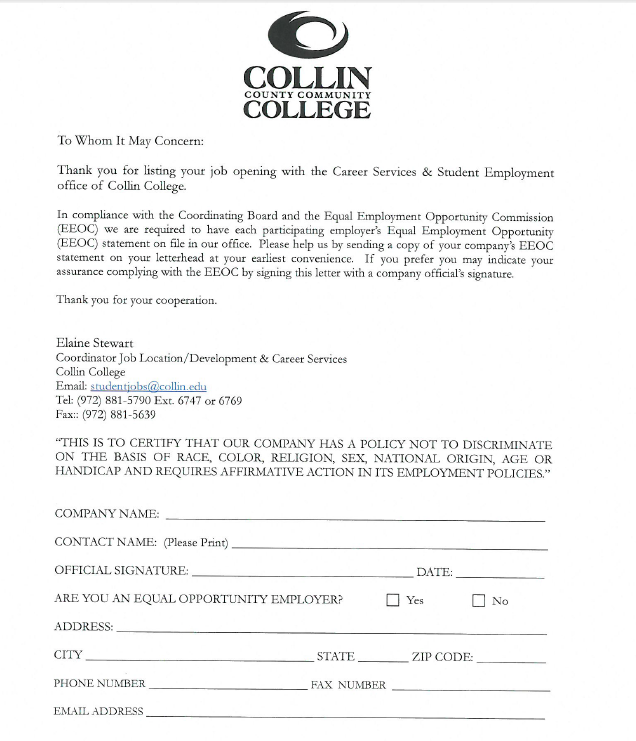 COLLIN
COUNTY COMMUNITY
COLLEGE
To Whom It May Concern:
Thank you for listing your job opening with the Career Services & Student Employment
office of Collin College.
In compliance with the Coordinating Board and the Equal Employment Opportunity Commission
(EEOC) we are required to have each participating employer's Equal Employment Opportunity
(EEOC) statement on file in our office. Please help us by sending a copy of your company's EEOC
statement on your letterhead at your earliest convenience. If you prefer you may indicate your
assurance complying with the EEOC by signing this letter with a company official's signature.
Thank you for your cooperation.
Elaine Stewart
Coordinator Job Location/Development & Career Services
Collin College
Email: studentjobs@collin.edu
Tel: (972) 881-5790 Ext. 6747 or 6769
Fax:: (972) 881-5639
"THIS IS TO CERTIFY THAT OUR COMPANY HAS A POLICY NOT TO DISCRIMINATE
ON THE BASIS OF RACE, COLOR, RELIGION, SEX, NATIONAL ORIGIN, AGE OR
HANDICAP AND REQUIRES AFFIRMATIVE ACTION IN ITS EMPLOYMENT POLICIES."
COMPANY NAME:
CONTACT NAME: (Please Print)
OFFICIAL SIGNATURE: DATE:
ARE YOU AN EQUAL OPPORTUNITY EMPLOYER? Yes No
ADDRESS:
CITY STATE ZIP CODE:
PHONE NUMBER FAX NUMBER
EMAIL ADDRESS